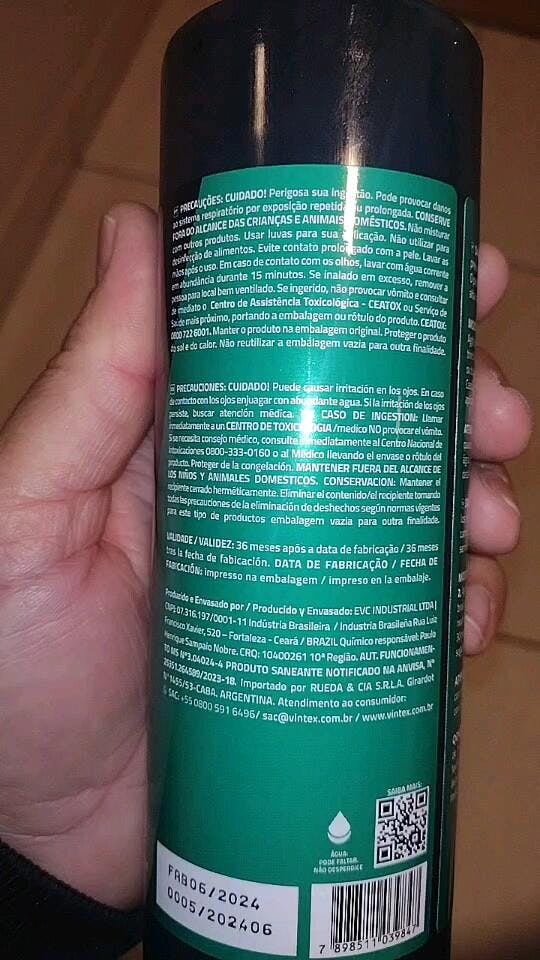 PRECAUÇÕES: CUIDADO! Perigosa sua ingestão. Pode provocar danos
ao sistema respiratório por exposição repetida ou prolongada. CONSERVE
FORA DO ALCANCE DAS CRIANÇAS E ANIMAIS DOMÉSTICOS. Não misturar
com outros produtos. Usar luvas para sua aplicação. Não utilizar para
desinfecção de alimentos. Evite contato prolongado com a pele. Lavar as
mãos após o uso. Em caso de contato com os olhos, lavar com água corrente
em abundância durante 15 minutos. Se inalado em excesso, remover a
pessoa para local bem ventilado. Se ingerido, não provocar vômito e consultar
de imediato o Centro de Assistência Toxicológica - CEATOX ou Serviço de
Saúde mais próximo, portando a embalagem ou rótulo do produto. CEATOX:
0800 722 6001. Manter o produto na embalagem original. Proteger o produto
do sol e do calor. Não reutilizar a embalagem vazia para outra finalidade.
PRECAUCIONES: CUIDADO! Puede causar irritación en los ojos. En caso
de contacto con los ojos enjuagar con abundante agua. Si la irritación de los ojos
persiste, buscar atención médica. EN CASO DE INGESTION: Llamar
imediatamente a un CENTRO DE TOXICOLOGIA /medico NO provocar el vómito.
Si se necesita consejo médico, consulte inmediatamente al Centro Nacional de
Intoxicaciones 0800-333-0160 o al Médico llevando el envase o rótulo del
producto. Proteger de la congelación. MANTENER FUERA DEL ALCANCE DE
LOS NIÑOS Y ANIMALES DOMESTICOS. CONSERVACION: Mantener el
recipiente cerrado herméticamente. Eliminar el contenido/el recipiente tomando
todas las precauciones de la eliminación de deshechos según normas vigentes
para este tipo de productos embalagem vazia para outra finalidade.
VALIDADE / VALIDEZ: 36 meses após a data de fabricação / 36 meses
tras la fecha de fabicación. DATA DE FABRICAÇÃO / FECHA DE
FABICACIÓN: impresso na embalagem / impreso en la embalaje.
Produzido e Envasado por / Producido y Envasado: EVC INDUSTRIAL LTDA |
CNPJ: 07.316.197/0001-11 Indústria Brasileira / Industria Brasileña Rua Luiz
Francisco Xavier, 520 – Fortaleza - Ceará / BRAZIL Químico responsável: Paulo
Henrique Sampaio Nobre. CRQ: 10400261 10ª Região. AUT. FUNCIONAMEN-
TO MS Nº3.04024-4 PRODUTO SANEANTE NOTIFICADO NA ANVISA, Nº
25351.264589/2023-18. Importado por RUEDA & CIA S.R.L.A. Girardot
Nº 1455/53-CABA. ARGENTINA. Atendimento ao consumidor:
SAC: +55 0800 591 6496/ sac@vintex.com.br / www.vintex.com.br
SAIBA MAIS:
ÁGUA:
PODE FALTAR.
NÃO DESPERDICE
FAB06/2024
0005/202406
7 898511 039847